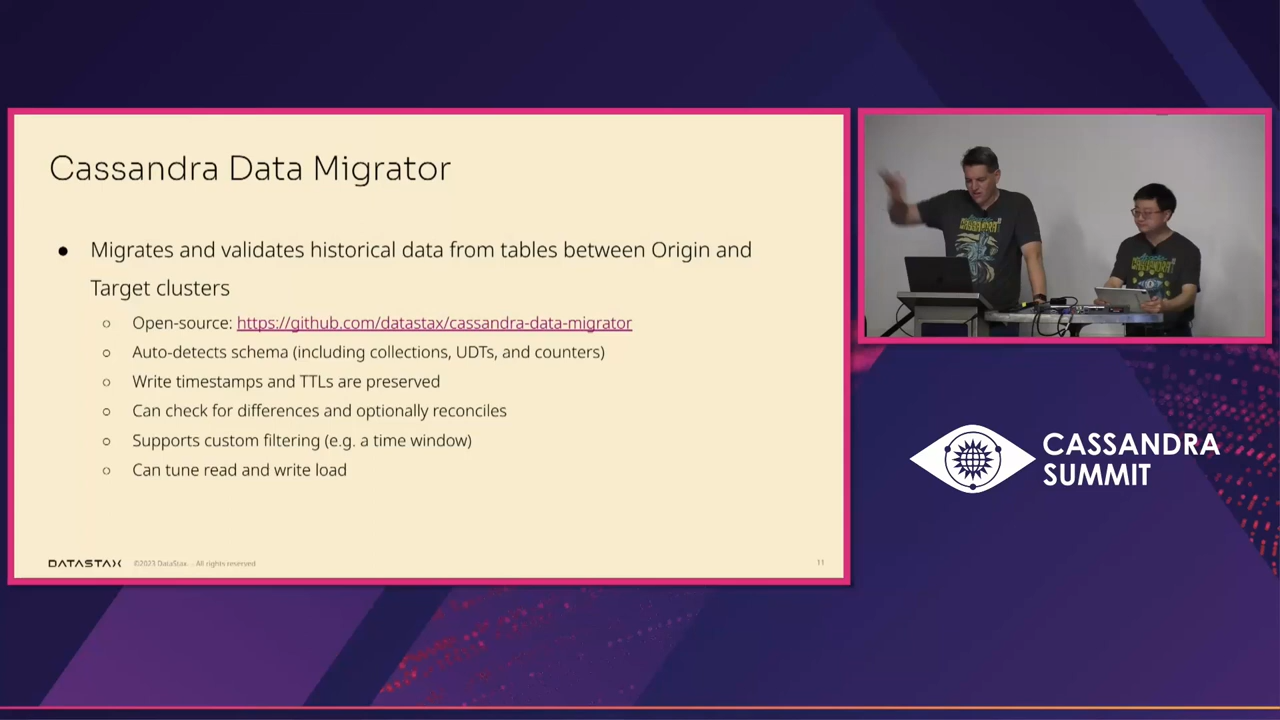 Cassandra Data Migrator
● Migrates and validates historical data from tables between Origin and
Target clusters
○ Open-source: https://github.com/datastax/cassandra-data-migrator
○ Auto-detects schema (including collections, UDTs, and counters)
○ Write timestamps and TTLs are preserved
○ Can check for differences and optionally reconciles
○ Supports custom filtering (e.g. a time window)
○ Can tune read and write load
DATASTAX ©2023 DataStax. - All rights reserved 11
CASSANDRA
SUMMIT